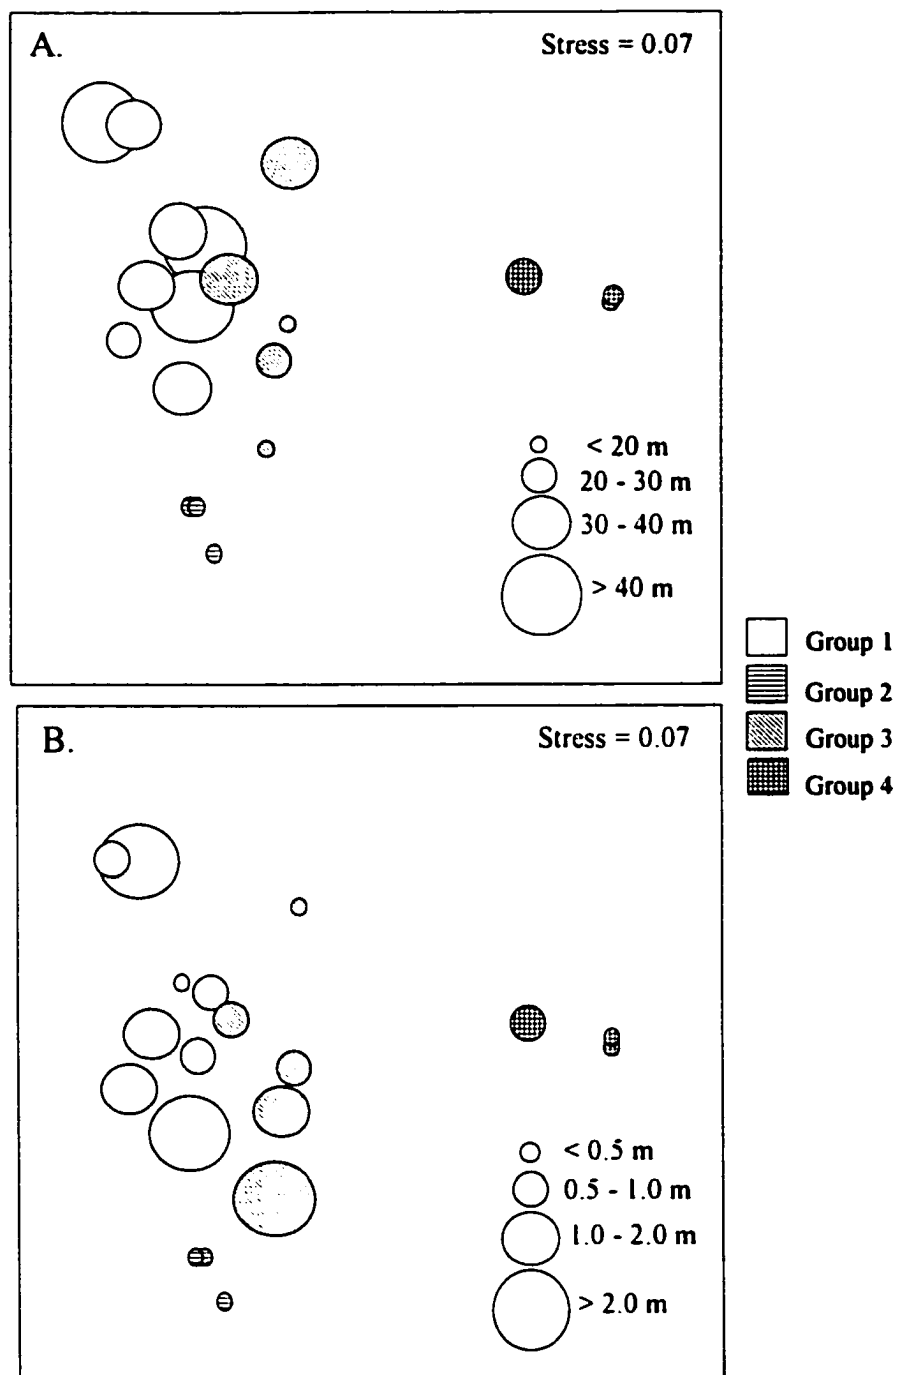 A.
Stress = 0.07
< 20 m
20 - 30 m
30 - 40 m
> 40 m
Group 1
Group 2
Group 3
Group 4
B.
Stress = 0.07
< 0.5 m
0.5 - 1.0 m
1.0 - 2.0 m
> 2.0 m